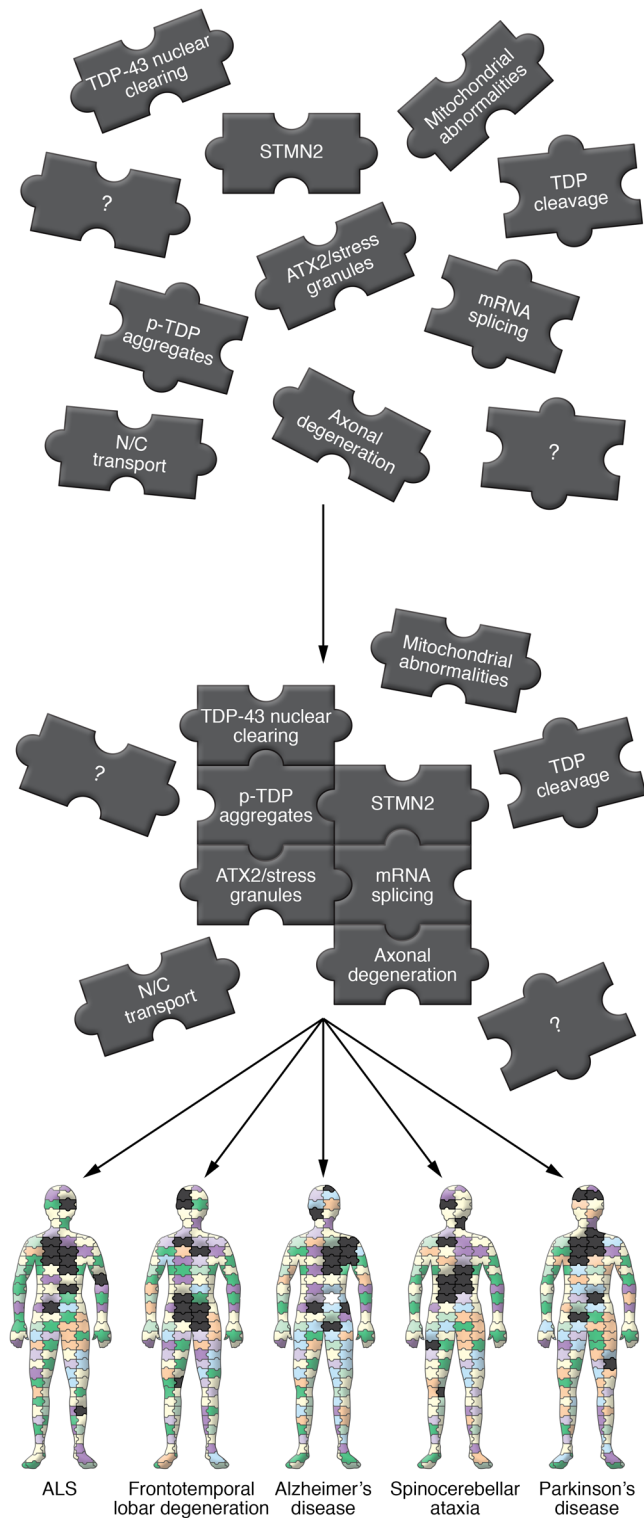 TDP-43 nuclear
clearing
Mitochondrial
abnormalities
STMN2
TDP
cleavage
?
ATX2/stress
granules
mRNA
splicing
p-TDP
aggregates
Axonal
degeneration
N/C
transport
?
Mitochondrial
abnormalities
TDP-43 nuclear
clearing
?
TDP
cleavage
p-TDP
aggregates
STMN2
ATX2/stress
granules
mRNA
splicing
Axonal
degeneration
N/C
transport
?
ALS
Frontotemporal
lobar degeneration
Alzheimer’s
disease
Spinocerebellar
ataxia
Parkinson’s
disease